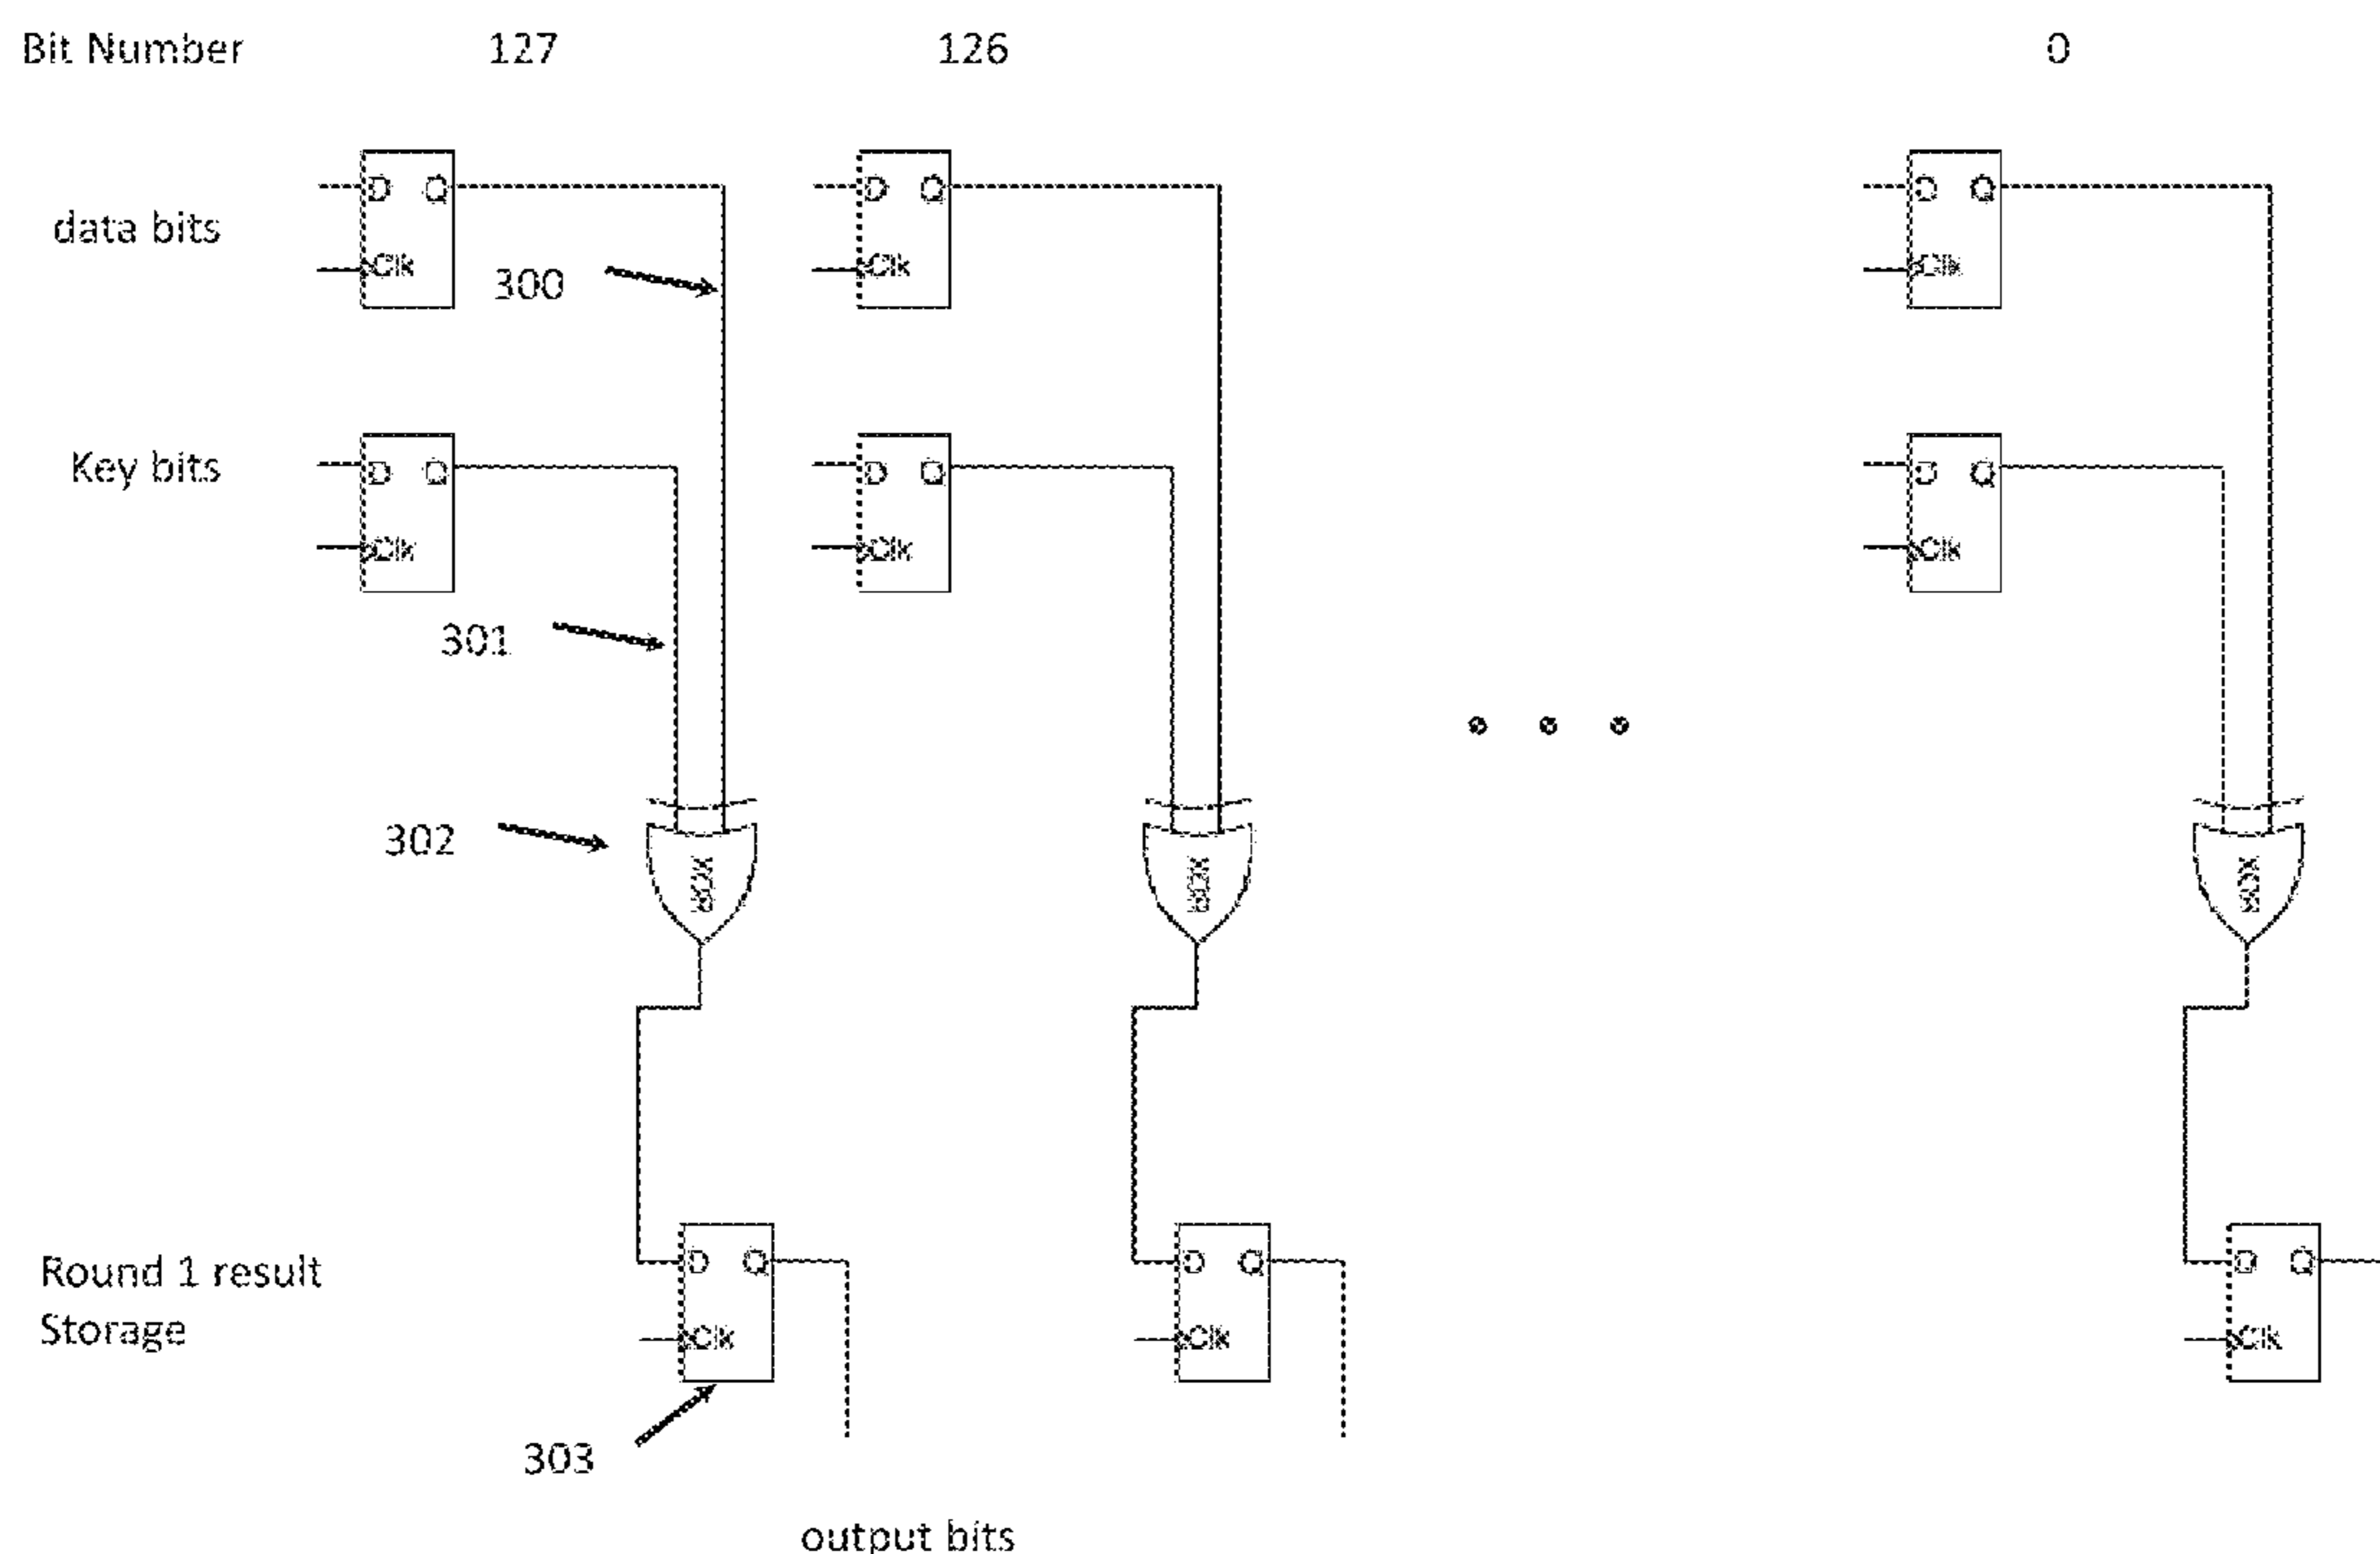 Bit Number 127 126 0
data bits
D Q D Q D Q
Clk Clk Clk
300
Key bits
D Q D Q D Q
Clk Clk Clk
301
302
XOR XOR XOR
Round 1 result
Storage
D Q D Q D Q
Clk Clk Clk
303
output bits